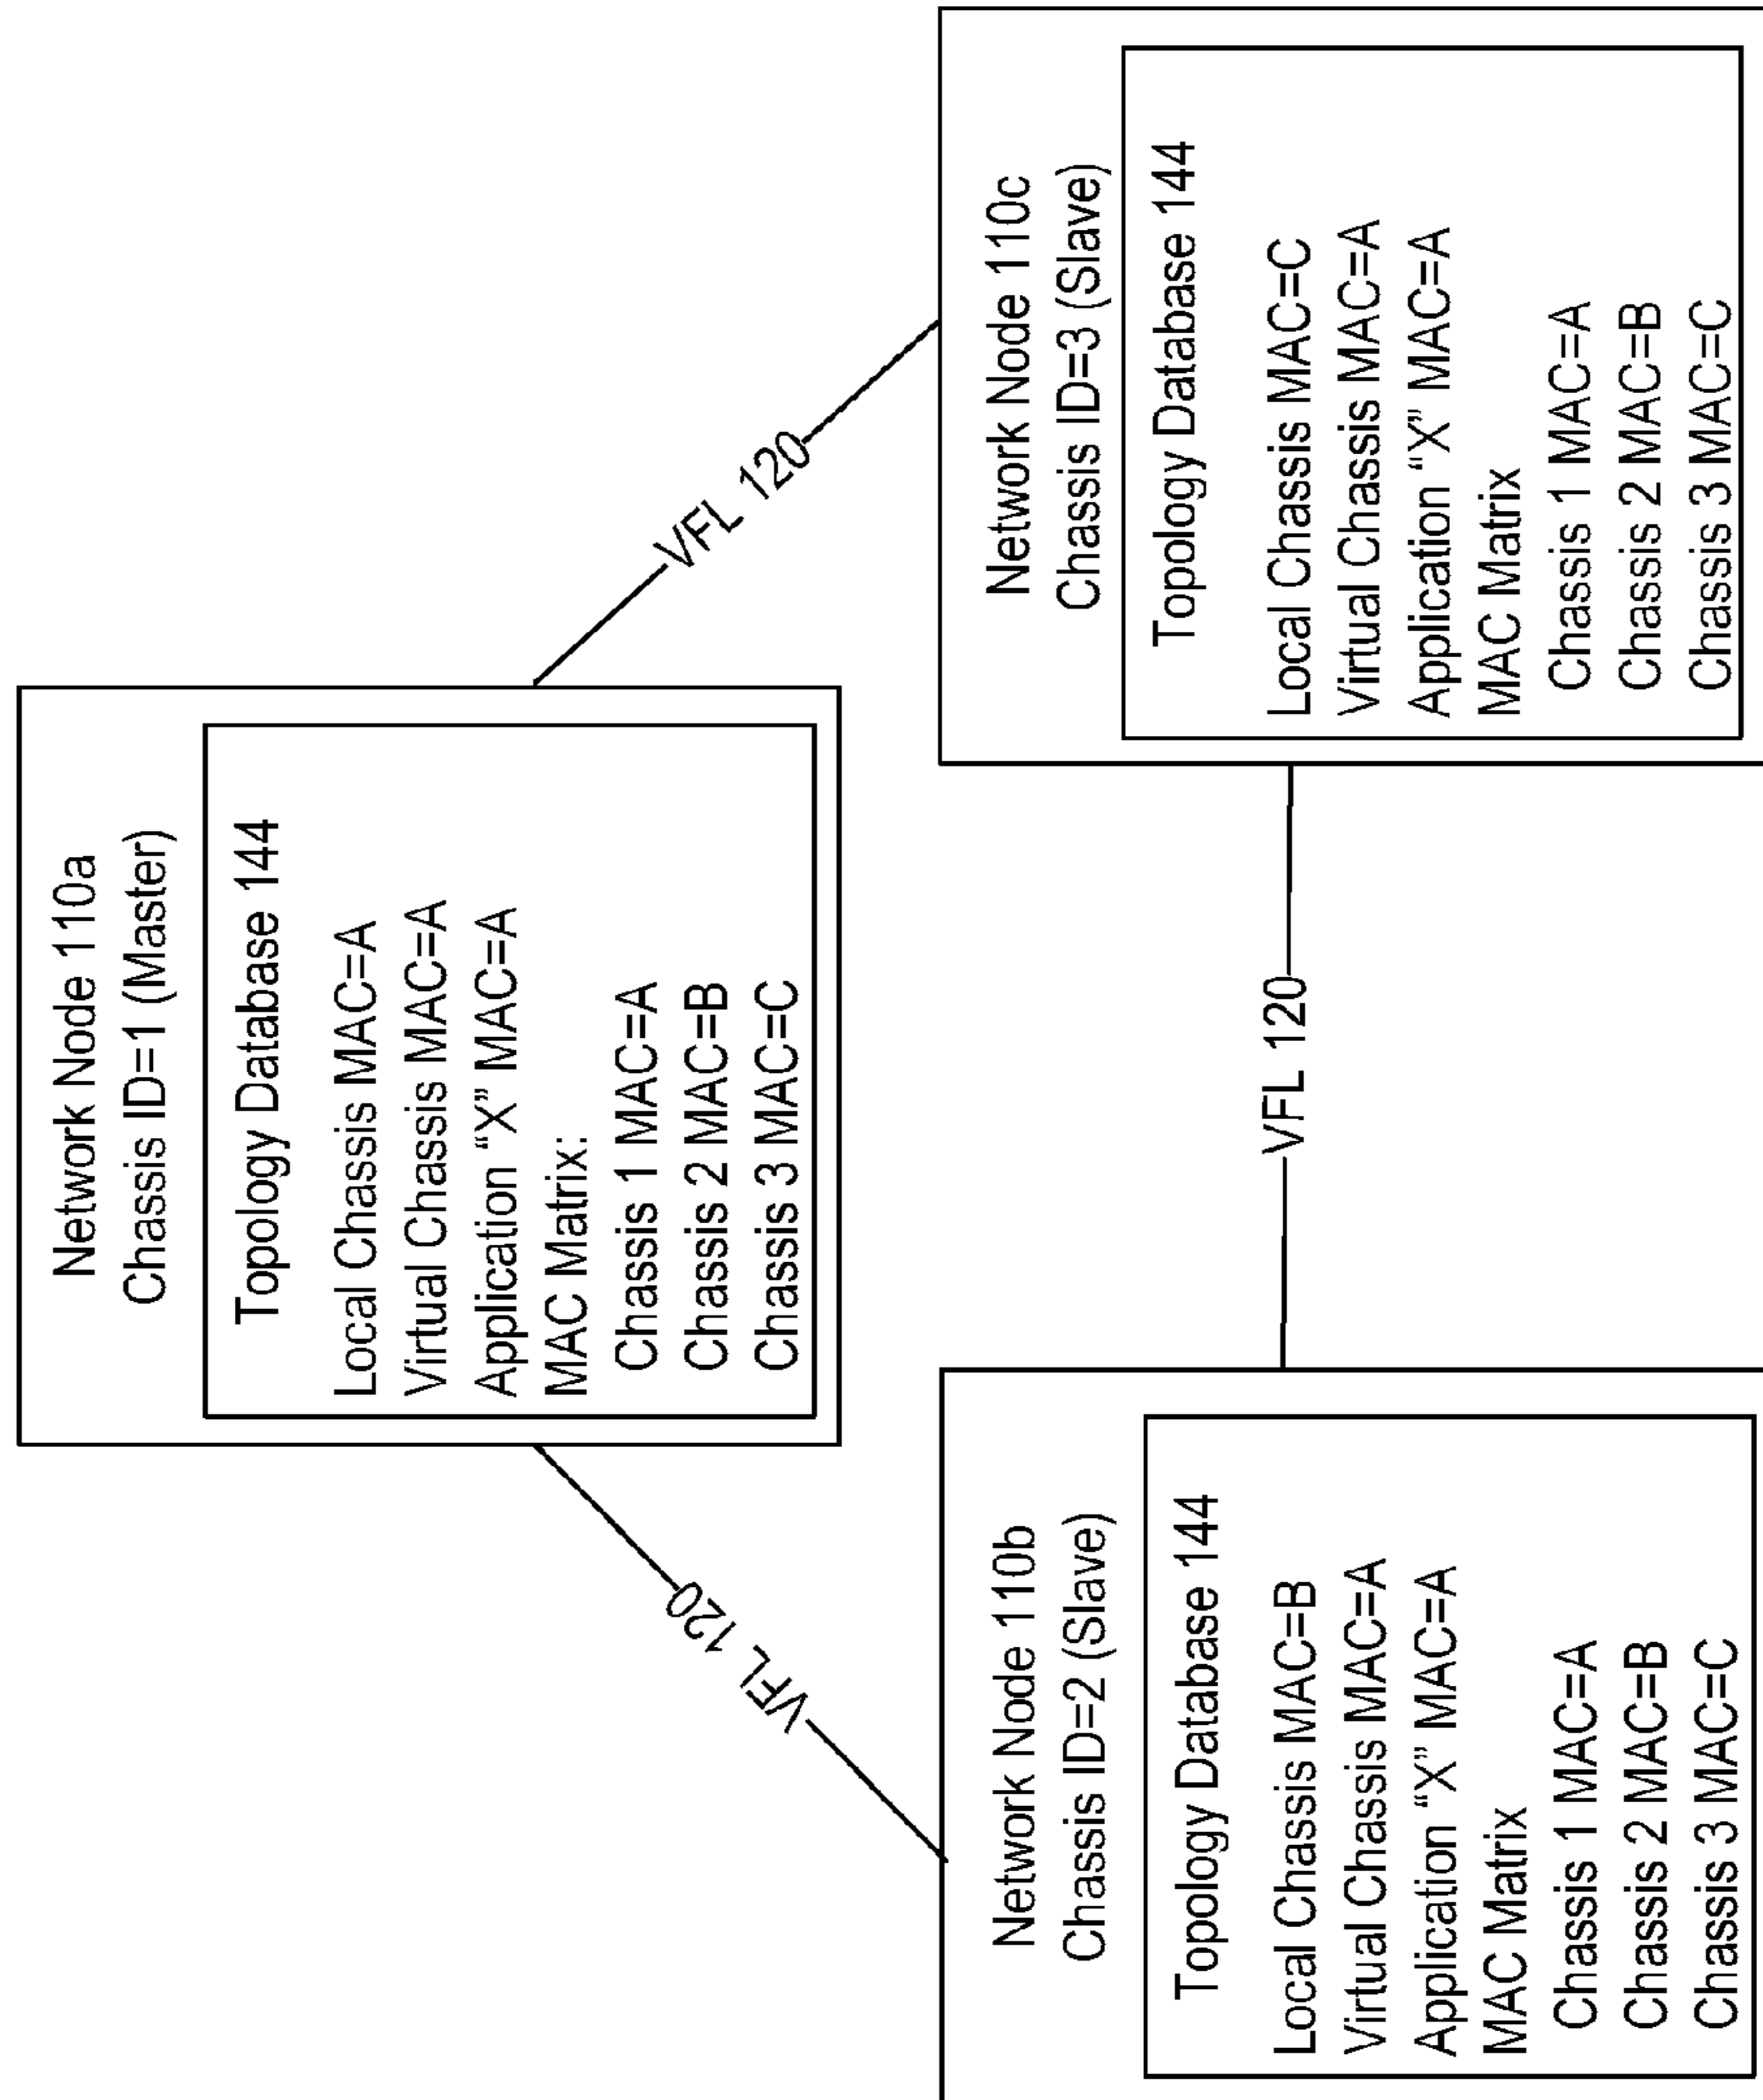 Network Node 110a
Chassis ID=1 (Master)
Topology Database 144
Local Chassis MAC=A
Virtual Chassis MAC=A
Application “X” MAC=A
MAC Matrix:
Chassis 1 MAC=A
Chassis 2 MAC=B
Chassis 3 MAC=C
VFL 120
VFL 120
Network Node 110b
Chassis ID=2 (Slave)
Topology Database 144
Local Chassis MAC=B
Virtual Chassis MAC=A
Application “X” MAC=A
MAC Matrix
Chassis 1 MAC=A
Chassis 2 MAC=B
Chassis 3 MAC=C
VFL 120
Network Node 110c
Chassis ID=3 (Slave)
Topology Database 144
Local Chassis MAC=C
Virtual Chassis MAC=A
Application “X” MAC=A
MAC Matrix
Chassis 1 MAC=A
Chassis 2 MAC=B
Chassis 3 MAC=C